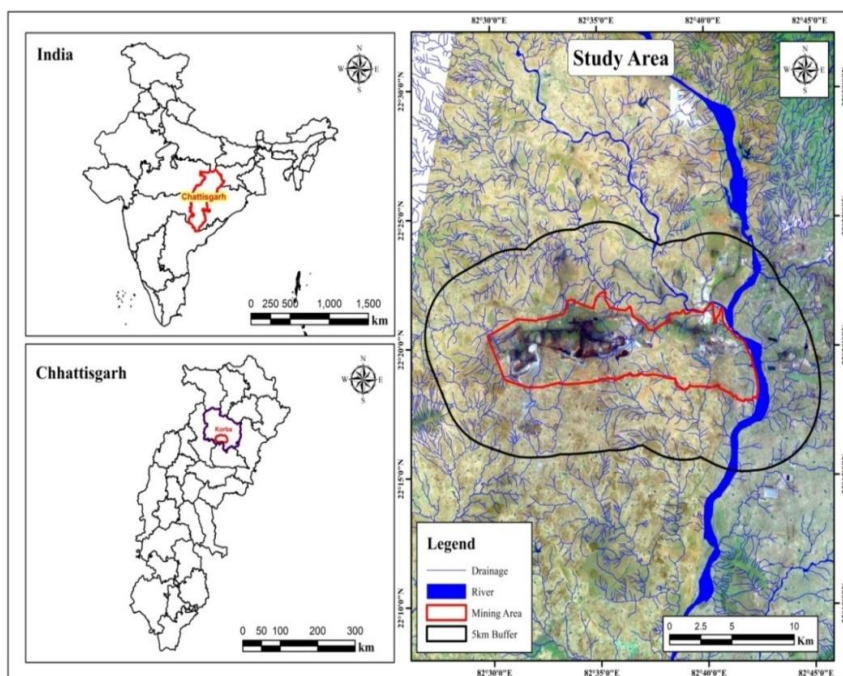 India
N
W E
S
Chattisgarh
0 250 500 1,000 1,500
km
Chhattisgarh
N
W E
S
Korba
0 50 100 200 300
km
82°30'0"E 82°35'0"E 82°40'0"E 82°45'0"E
Study Area
N
W E
S
22°30'0"N
22°25'0"N
22°20'0"N
22°15'0"N
22°10'0"N
Legend
Drainage
River
Mining Area
5km Buffer
0 2.5 5 10
Km
82°30'0"E 82°35'0"E 82°40'0"E 82°45'0"E